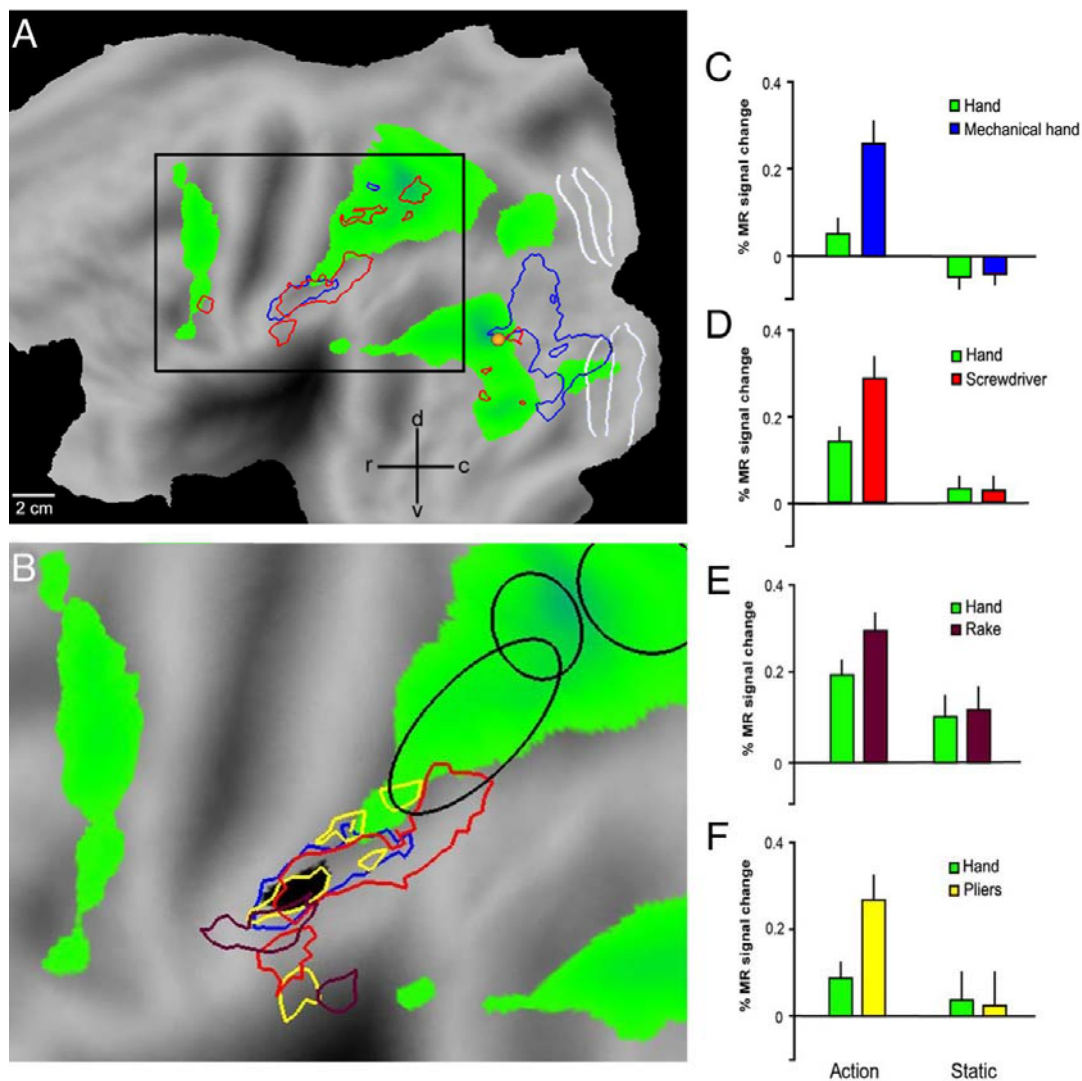 A
d
r c
v
2 cm
B
C
0.4
0.2
0
% MR signal change
Hand
Mechanical hand
D
0.4
0.2
0
% MR signal change
Hand
Screwdriver
E
0.4
0.2
0
% MR signal change
Hand
Rake
F
0.4
0.2
0
% MR signal change
Hand
Pliers
Action Static